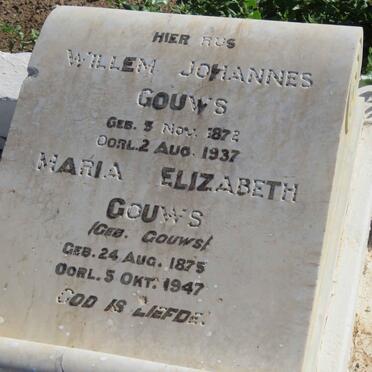 HIER RUS
WILLEM JOHANNES
GOUWS
GEB. 3 NOV. 1872
OORL. 2 AUG. 1937
MARIA ELIZABETH
GOUWS
(GEB. GOUWS).
GEB. 24 AUG. 1875
OORL. 5 OKT. 1947
GOD IS LIEFDE.